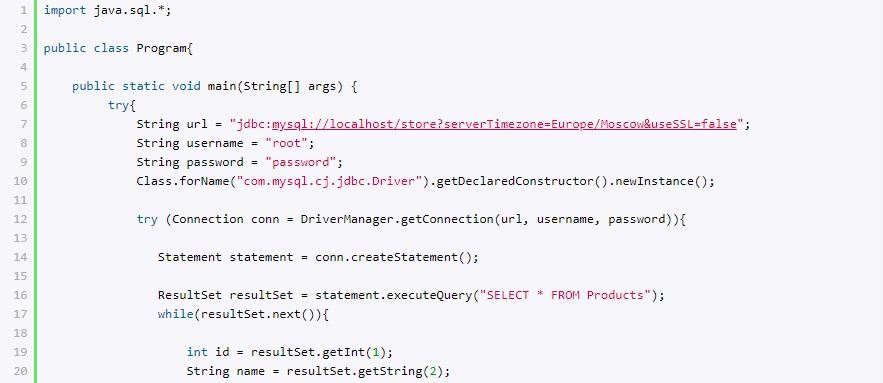 1 import java.sql.*;
2
3 public class Program{
4
5     public static void main(String[] args) {
6          try{
7              String url = "jdbc:mysql://localhost/store?serverTimezone=Europe/Moscow&useSSL=false";
8              String username = "root";
9              String password = "password";
10             Class.forName("com.mysql.cj.jdbc.Driver").getDeclaredConstructor().newInstance();
11
12             try (Connection conn = DriverManager.getConnection(url, username, password)){
13
14                Statement statement = conn.createStatement();
15
16                ResultSet resultSet = statement.executeQuery("SELECT * FROM Products");
17                while(resultSet.next()){
18
19                    int id = resultSet.getInt(1);
20                    String name = resultSet.getString(2);